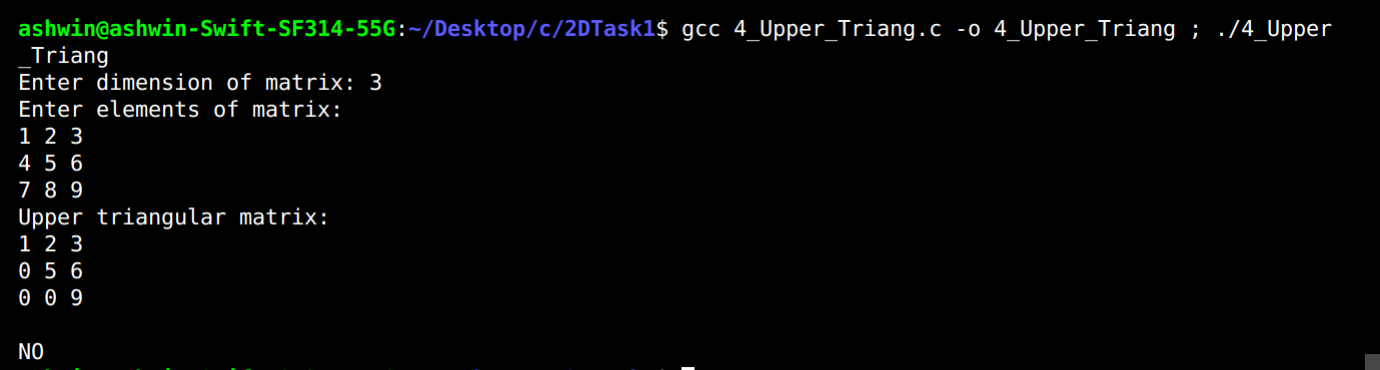 ashwin@ashwin-Swift-SF314-55G:~/Desktop/c/2DTask1$ gcc 4_Upper_Triang.c -o 4_Upper_Triang ; ./4_Upper
_Triang
Enter dimension of matrix: 3
Enter elements of matrix:
1 2 3
4 5 6
7 8 9
Upper triangular matrix:
1 2 3
0 5 6
0 0 9
NO